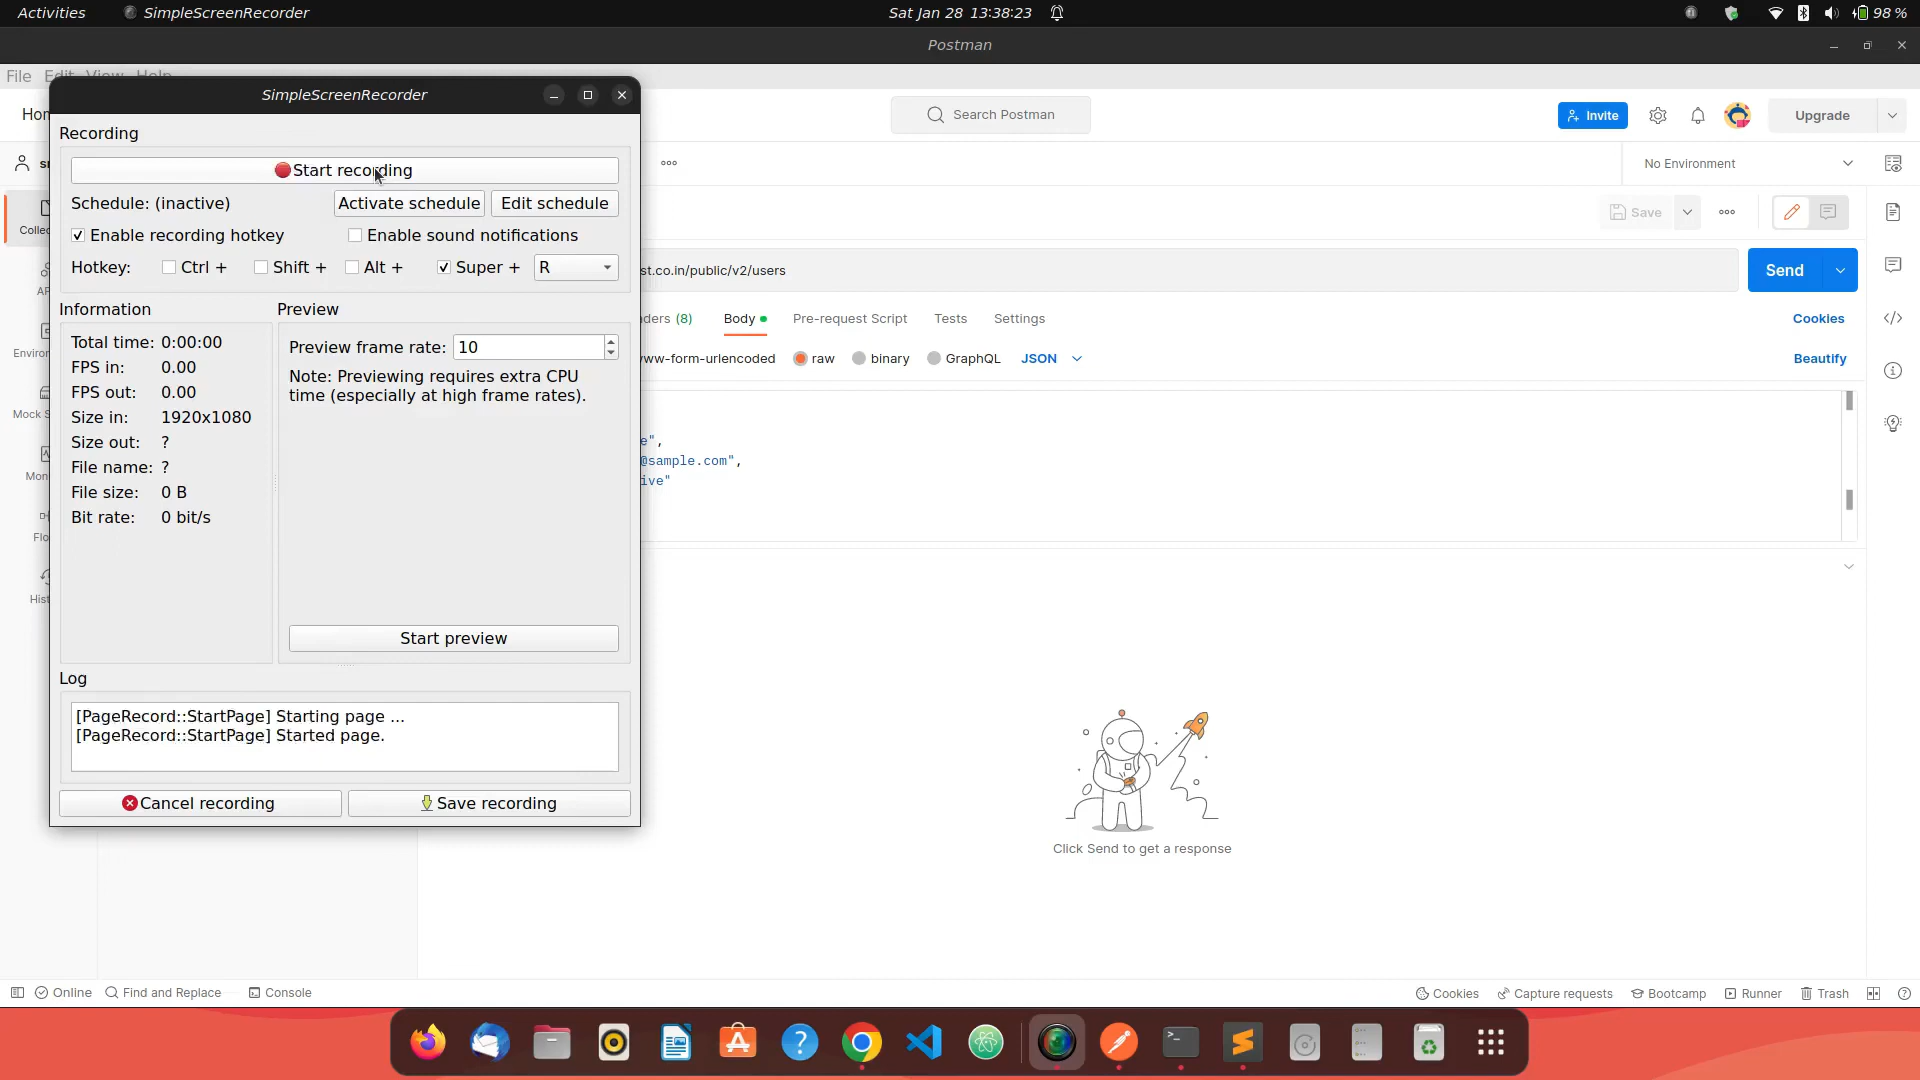 Activities SimpleScreenRecorder Sat Jan 28 13:38:23 98 %
Postman
File Edit View Help
SimpleScreenRecorder
Search Postman Invite Upgrade
Recording
Start recording
No Environment
Schedule: (inactive) Activate schedule Edit schedule
Save
Enable recording hotkey Enable sound notifications
Hotkey: Ctrl + Shift + Alt + Super + R
st.co.in/public/v2/users Send
Information Preview
(8) Body Pre-request Script Tests Settings Cookies
Total time: 0:00:00
Preview frame rate: 10
FPS in: 0.00
Note: Previewing requires extra CPU
time (especially at high frame rates).
FPS out: 0.00
Size in: 1920x1080
Size out: ?
File name: ?
File size: 0 B
Bit rate: 0 bit/s
ww-form-urlencoded raw binary GraphQL JSON Beautify
e",
@sample.com",
ive"
Start preview
Log
[PageRecord::StartPage] Starting page ...
[PageRecord::StartPage] Started page.
Cancel recording Save recording
Click Send to get a response
Online Find and Replace Console Cookies Capture requests Bootcamp Runner Trash